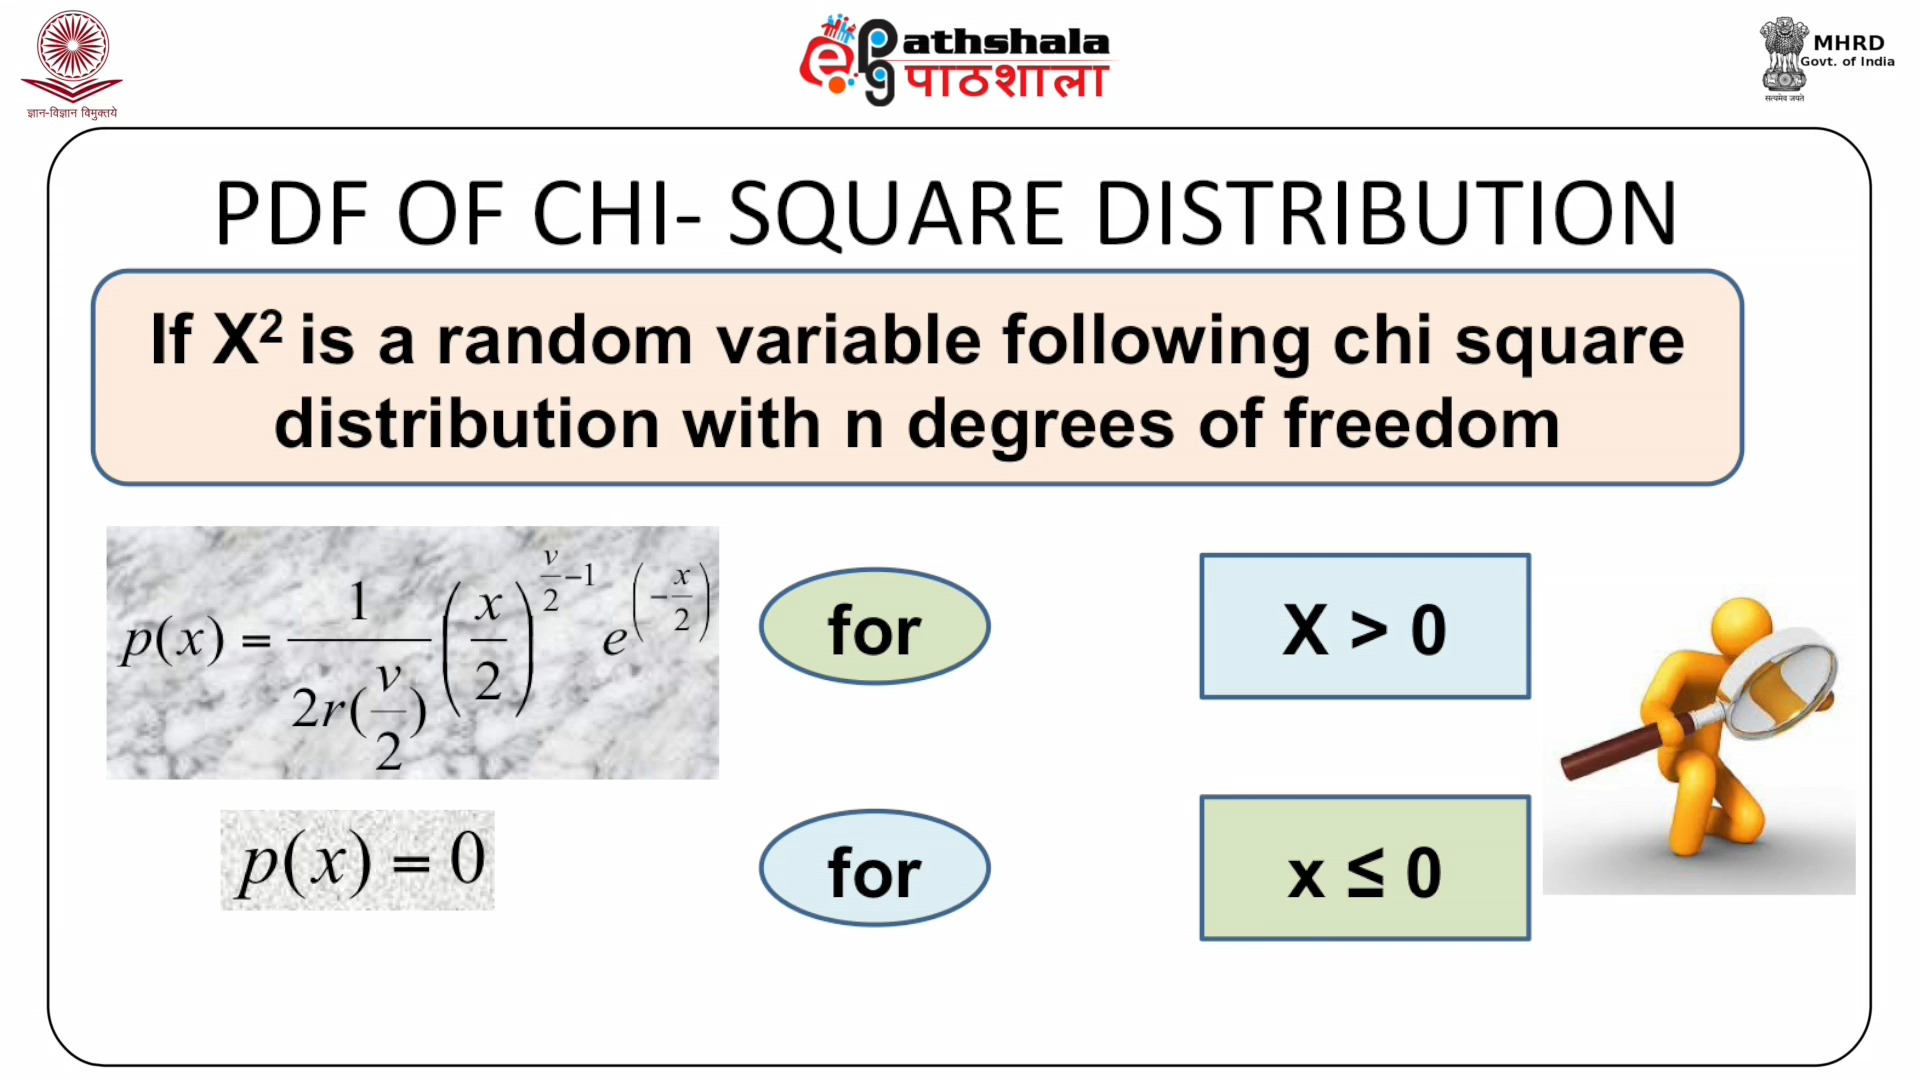 ज्ञान-विज्ञान विमुक्तये
e pg athshala
पाठशाला
MHRD
Govt. of India
सत्यमेव जयते
PDF OF CHI- SQUARE DISTRIBUTION
If X² is a random variable following chi square
distribution with n degrees of freedom
p(x) = 1/(2r(v/2)) (x/2)^(v/2 −1) e^(−x/2)
for
X > 0
p(x) = 0
for
x ≤ 0